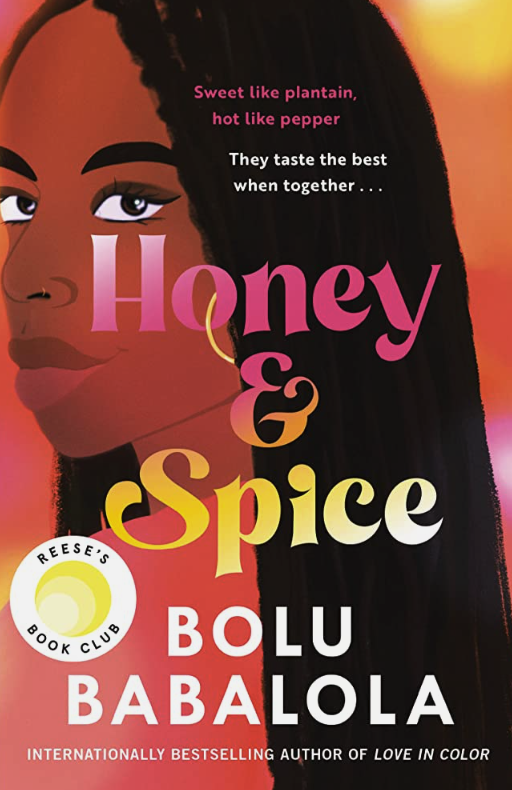 Sweet like plantain,
hot like pepper
They taste the best
when together . . .
Honey
&
Spice
REESE'S
BOOK CLUB
BOLU
BABALOLA
INTERNATIONALLY BESTSELLING AUTHOR OF LOVE IN COLOR